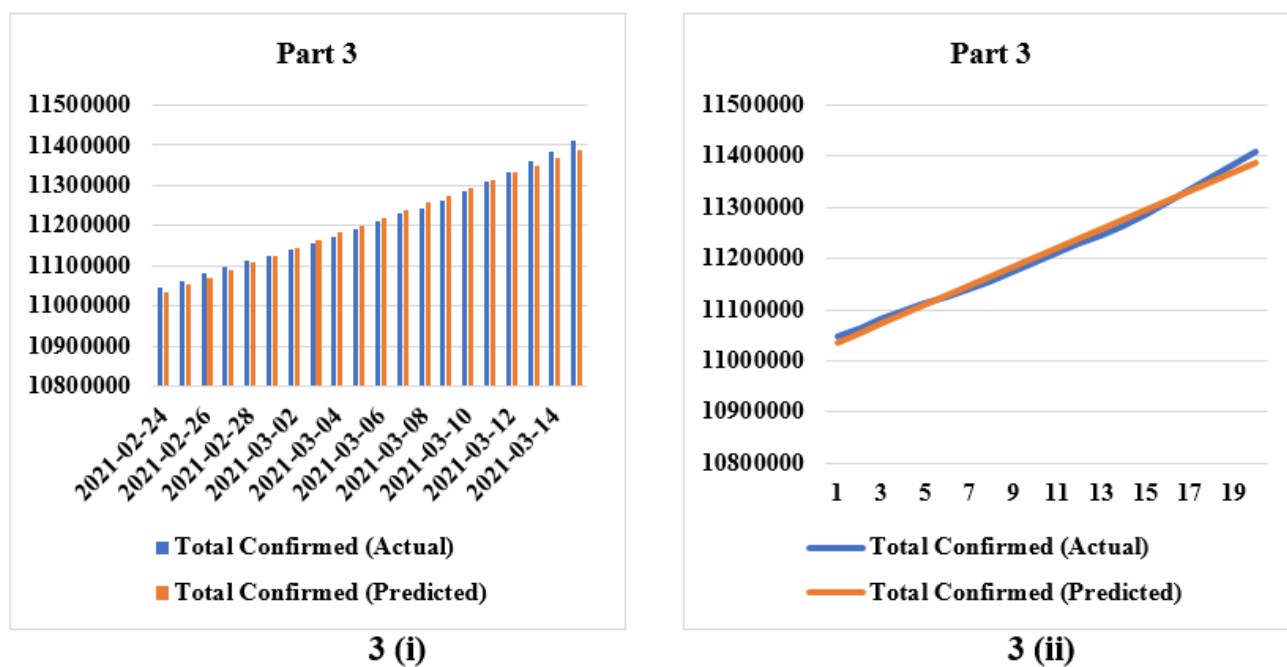 Part 3
11500000
11400000
11300000
11200000
11100000
11000000
10900000
10800000
2021-02-24
2021-02-26
2021-02-28
2021-03-02
2021-03-04
2021-03-06
2021-03-08
2021-03-10
2021-03-12
2021-03-14
Total Confirmed (Actual)
Total Confirmed (Predicted)
3 (i)
Part 3
11500000
11400000
11300000
11200000
11100000
11000000
10900000
10800000
1 3 5 7 9 11 13 15 17 19
Total Confirmed (Actual)
Total Confirmed (Predicted)
3 (ii)